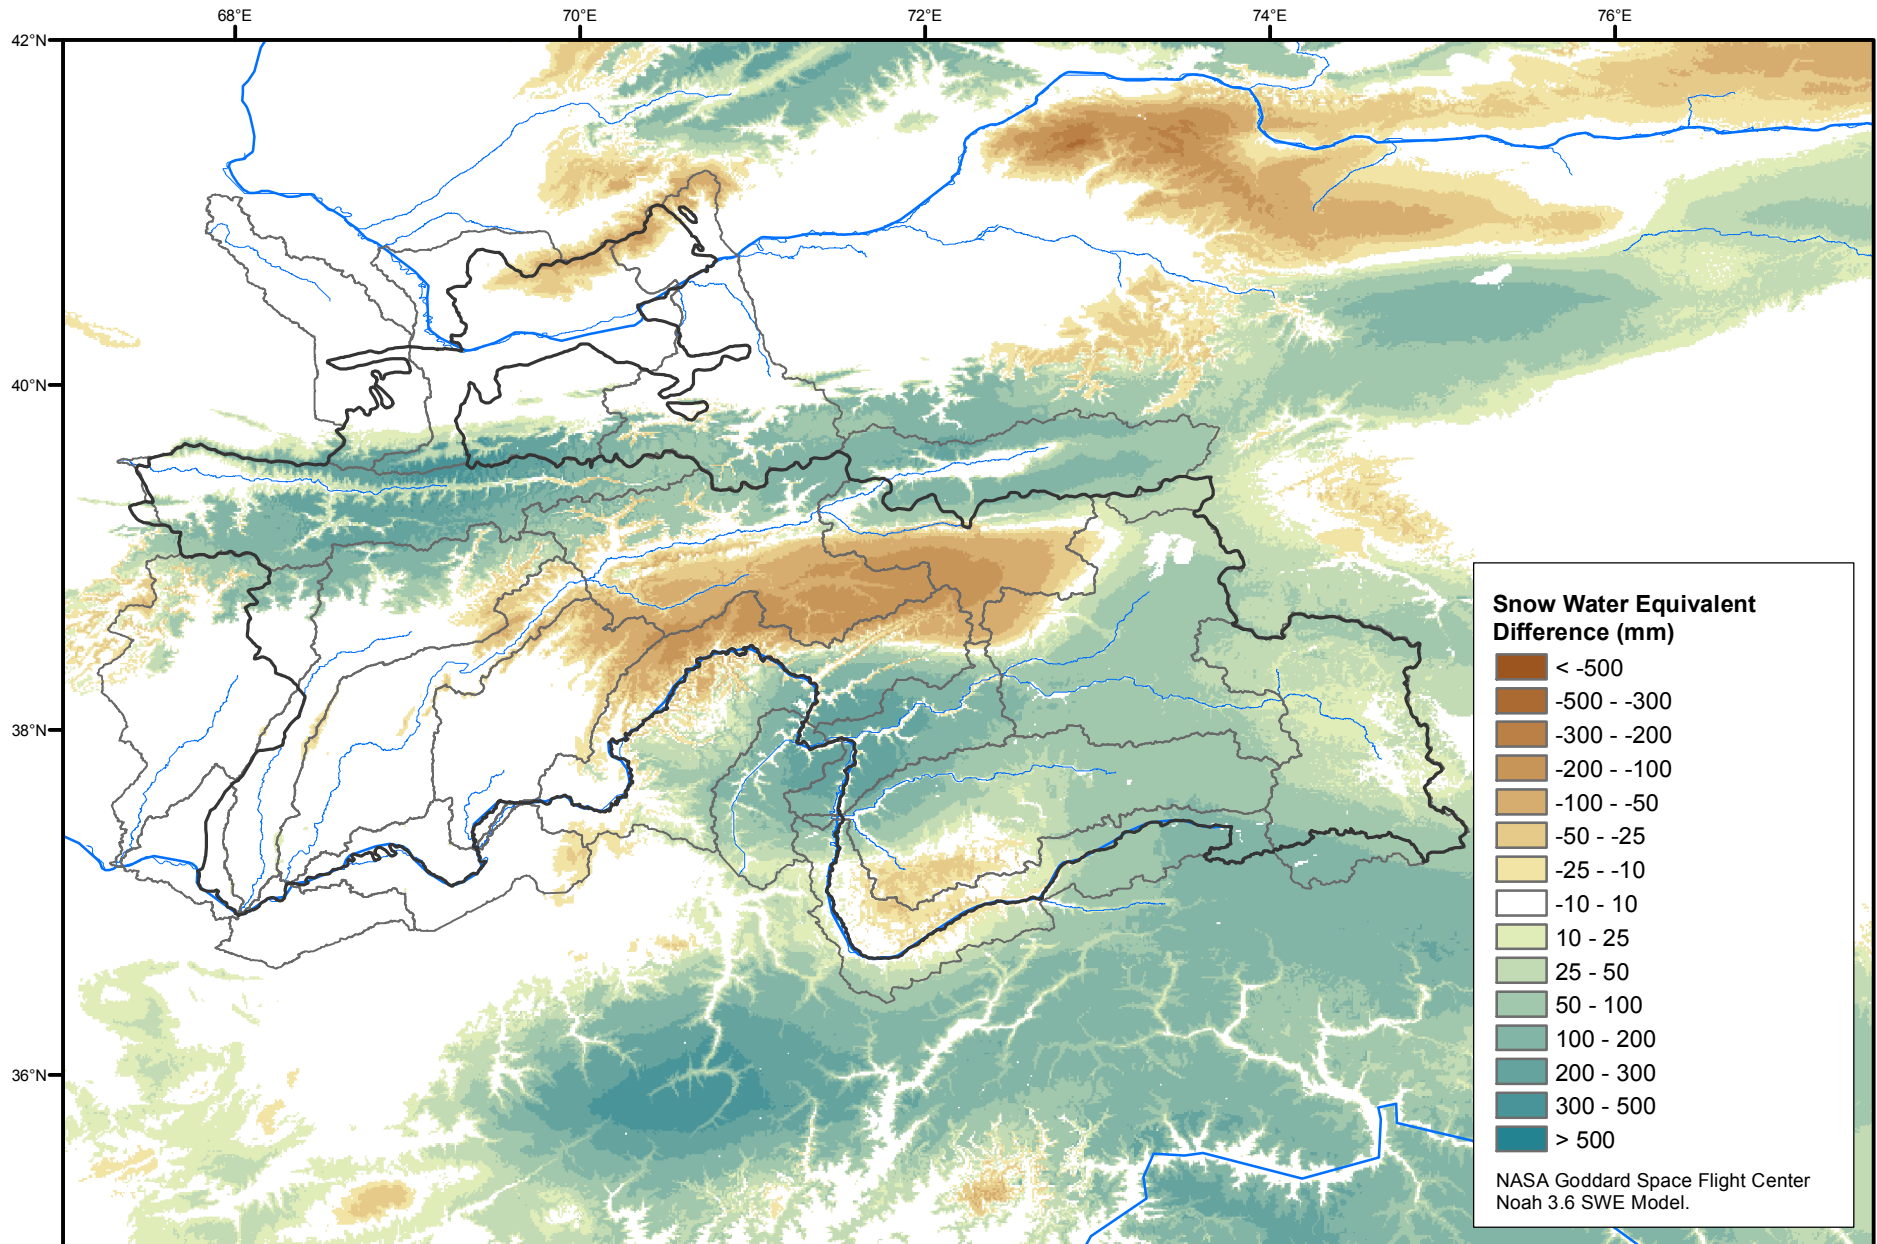 68°E
70°E
72°E
74°E
76°E
42°N
40°N
38°N
36°N
Snow Water Equivalent
Difference (mm)
< -500
-500 - -300
-300 - -200
-200 - -100
-100 - -50
-50 - -25
-25 - -10
-10 - 10
10 - 25
25 - 50
50 - 100
100 - 200
200 - 300
300 - 500
> 500
NASA Goddard Space Flight Center
Noah 3.6 SWE Model.